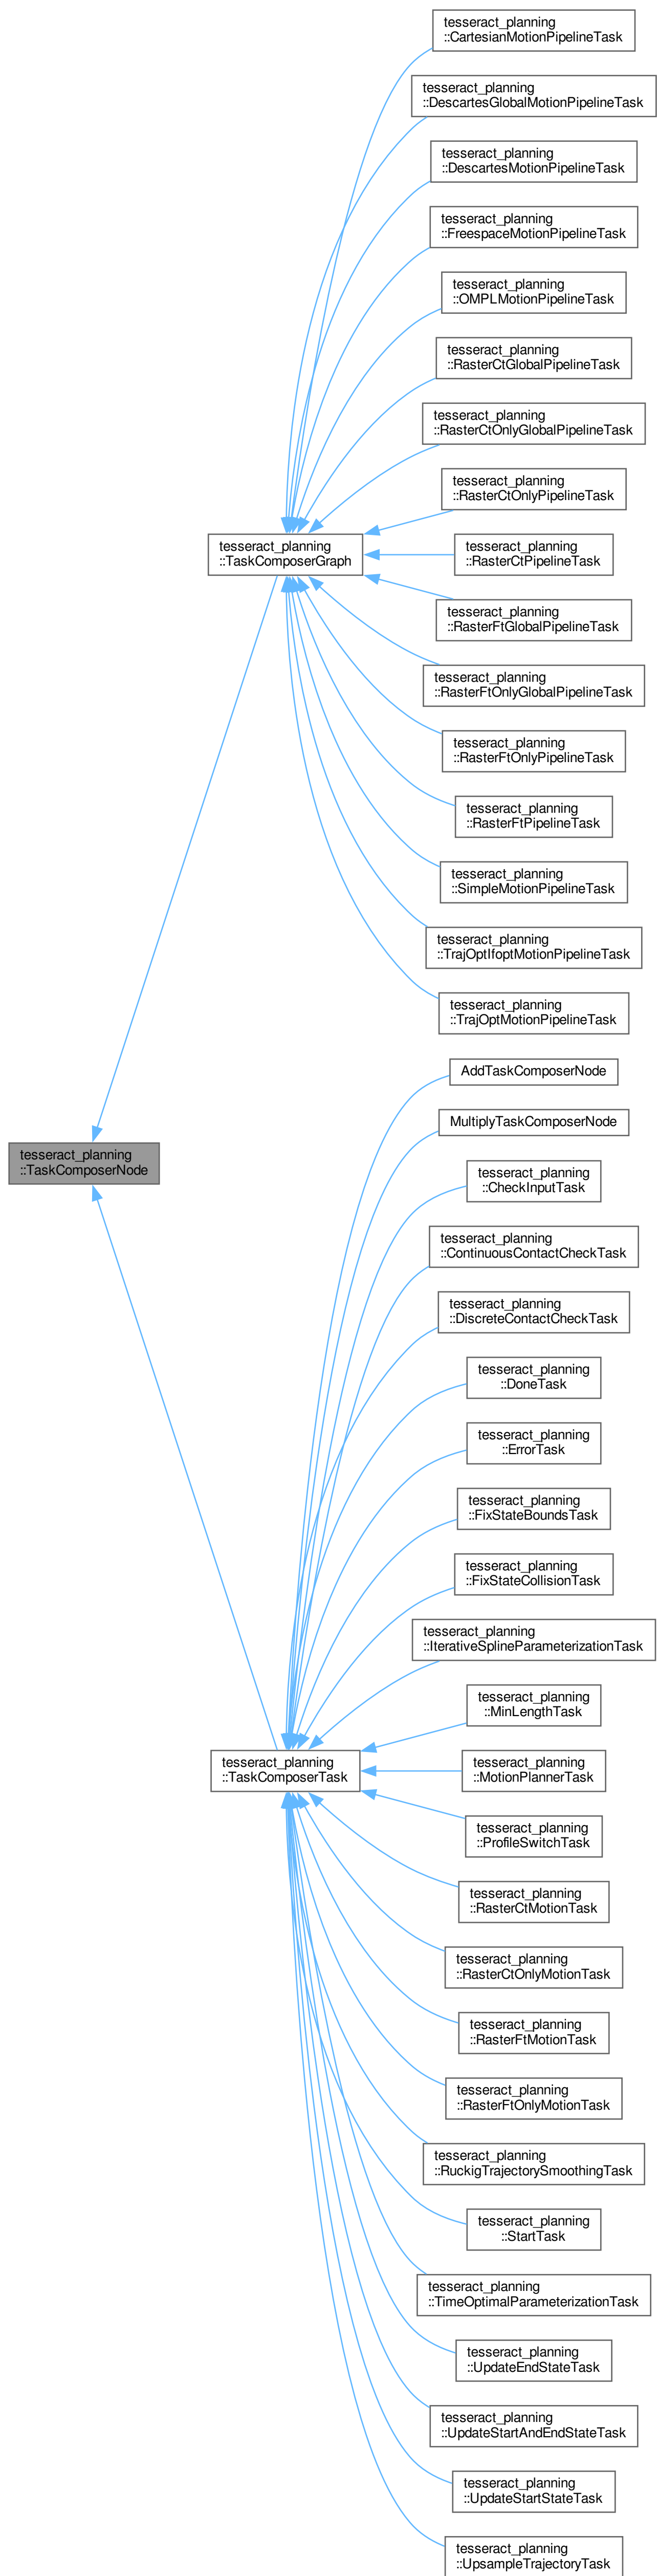 tesseract_planning
::CartesianMotionPipelineTask
tesseract_planning
::DescartesGlobalMotionPipelineTask
tesseract_planning
::DescartesMotionPipelineTask
tesseract_planning
::FreespaceMotionPipelineTask
tesseract_planning
::OMPLMotionPipelineTask
tesseract_planning
::RasterCtGlobalPipelineTask
tesseract_planning
::RasterCtOnlyGlobalPipelineTask
tesseract_planning
::RasterCtOnlyPipelineTask
tesseract_planning
::TaskComposerGraph
tesseract_planning
::RasterCtPipelineTask
tesseract_planning
::RasterFtGlobalPipelineTask
tesseract_planning
::RasterFtOnlyGlobalPipelineTask
tesseract_planning
::RasterFtOnlyPipelineTask
tesseract_planning
::RasterFtPipelineTask
tesseract_planning
::SimpleMotionPipelineTask
tesseract_planning
::TrajOptIfoptMotionPipelineTask
tesseract_planning
::TrajOptMotionPipelineTask
AddTaskComposerNode
MultiplyTaskComposerNode
tesseract_planning
::TaskComposerNode
tesseract_planning
::CheckInputTask
tesseract_planning
::ContinuousContactCheckTask
tesseract_planning
::DiscreteContactCheckTask
tesseract_planning
::DoneTask
tesseract_planning
::ErrorTask
tesseract_planning
::FixStateBoundsTask
tesseract_planning
::FixStateCollisionTask
tesseract_planning
::IterativeSplineParameterizationTask
tesseract_planning
::MinLengthTask
tesseract_planning
::TaskComposerTask
tesseract_planning
::MotionPlannerTask
tesseract_planning
::ProfileSwitchTask
tesseract_planning
::RasterCtMotionTask
tesseract_planning
::RasterCtOnlyMotionTask
tesseract_planning
::RasterFtMotionTask
tesseract_planning
::RasterFtOnlyMotionTask
tesseract_planning
::RuckigTrajectorySmoothingTask
tesseract_planning
::StartTask
tesseract_planning
::TimeOptimalParameterizationTask
tesseract_planning
::UpdateEndStateTask
tesseract_planning
::UpdateStartAndEndStateTask
tesseract_planning
::UpdateStartStateTask
tesseract_planning
::UpsampleTrajectoryTask